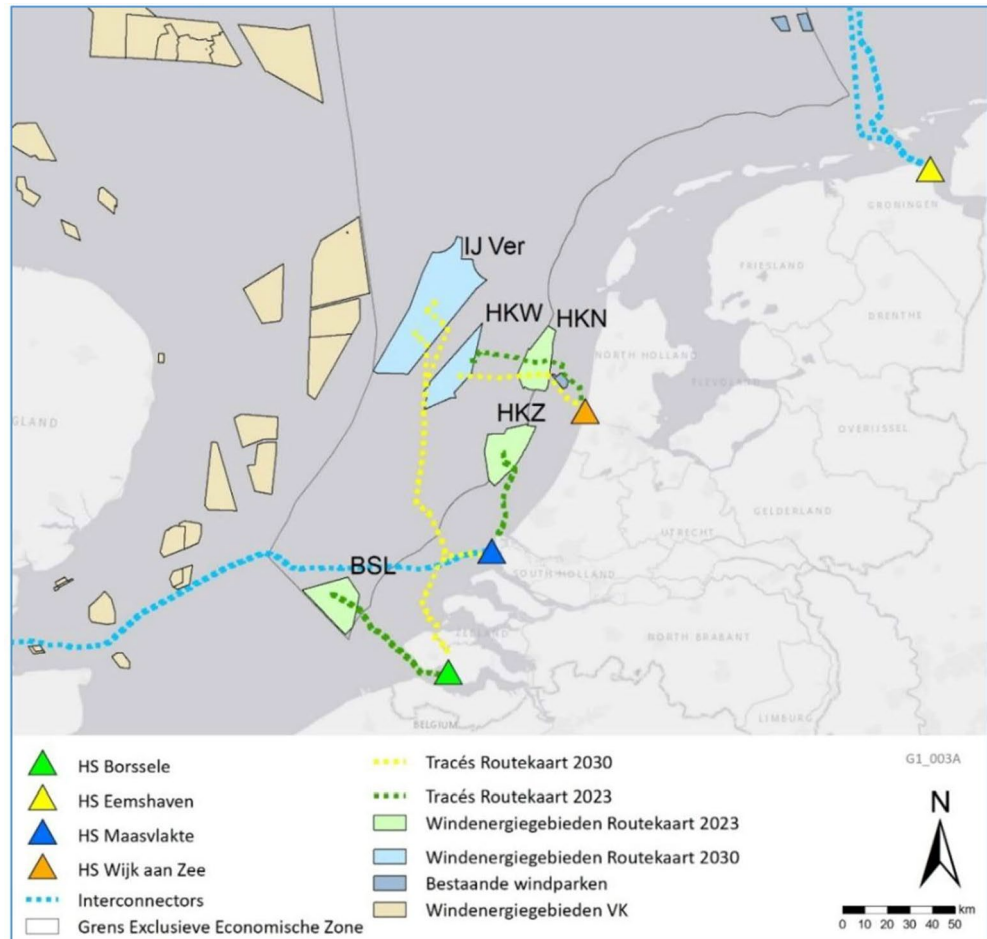 GRONINGEN
IJ Ver
FRIESLAND
HKW
HKN
DRENTHE
NORTH HOLLAND
FLEVOLAND
HKZ
GLAND
OVERIJSSEL
GELDERLAND
UTRECHT
BSL
SOUTH HOLLAND
ZEELAND
NORTH BRABANT
BELGIUM
LIMBURG
HS Borssele
HS Eemshaven
HS Maasvlakte
HS Wijk aan Zee
Interconnectors
Grens Exclusieve Economische Zone
Tracés Routekaart 2030
Tracés Routekaart 2023
Windenergiegebieden Routekaart 2023
Windenergiegebieden Routekaart 2030
Bestaande windparken
Windenergiegebieden VK
G1_003A
N
km
0 10 20 30 40 50